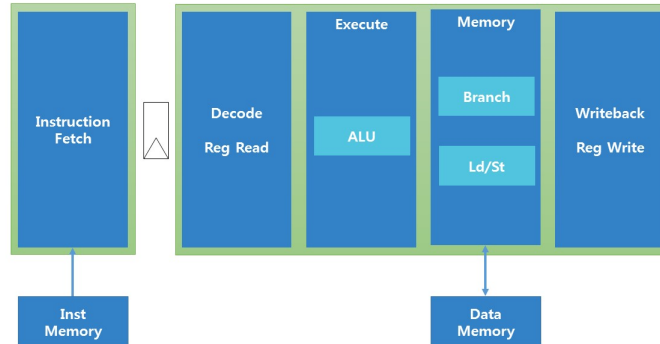 Instruction
Fetch
Decode
Reg Read
Execute
ALU
Memory
Branch
Ld/St
Writeback
Reg Write
Inst
Memory
Data
Memory